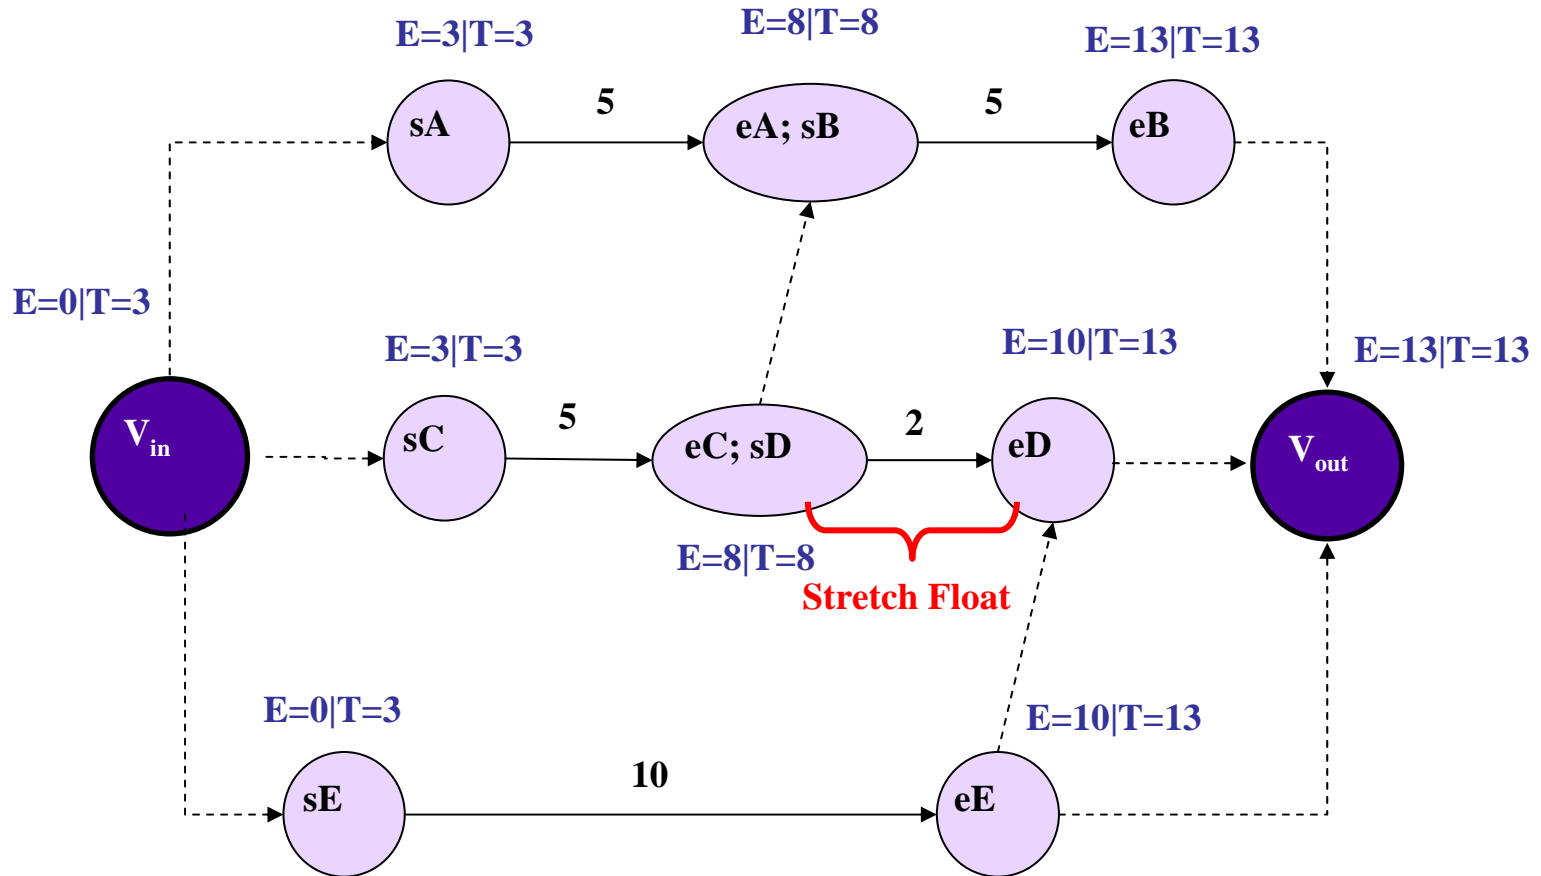 E=3|T=3
E=8|T=8
E=13|T=13
sA
5
eA; sB
5
eB
E=0|T=3
E=3|T=3
E=10|T=13
E=13|T=13
Vin
sC
5
eC; sD
2
eD
Vout
E=8|T=8
Stretch Float
E=0|T=3
E=10|T=13
sE
10
eE